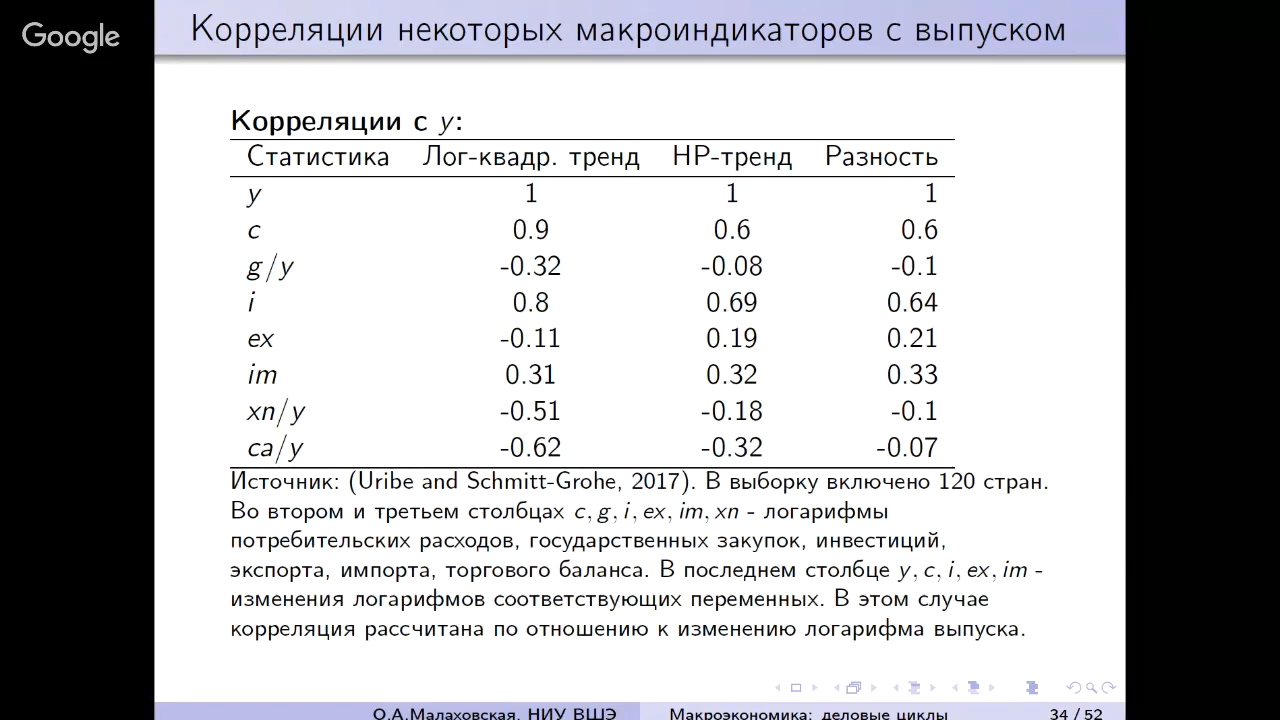 Google
Корреляции некоторых макроиндикаторов с выпуском
Корреляции с y:
Статистика Лог-квадр. тренд HP-тренд Разность
y 1 1 1
c 0.9 0.6 0.6
g/y -0.32 -0.08 -0.1
i 0.8 0.69 0.64
ex -0.11 0.19 0.21
im 0.31 0.32 0.33
xn/y -0.51 -0.18 -0.1
ca/y -0.62 -0.32 -0.07
Источник: (Uribe and Schmitt-Grohe, 2017). В выборку включено 120 стран.
Во втором и третьем столбцах c, g, i, ex, im, xn - логарифмы
потребительских расходов, государственных закупок, инвестиций,
экспорта, импорта, торгового баланса. В последнем столбце y, c, i, ex, im -
изменения логарифмов соответствующих переменных. В этом случае
корреляция рассчитана по отношению к изменению логарифма выпуска.
О.А.Малаховская, НИУ ВШЭ Макроэкономика: деловые циклы 34 / 52